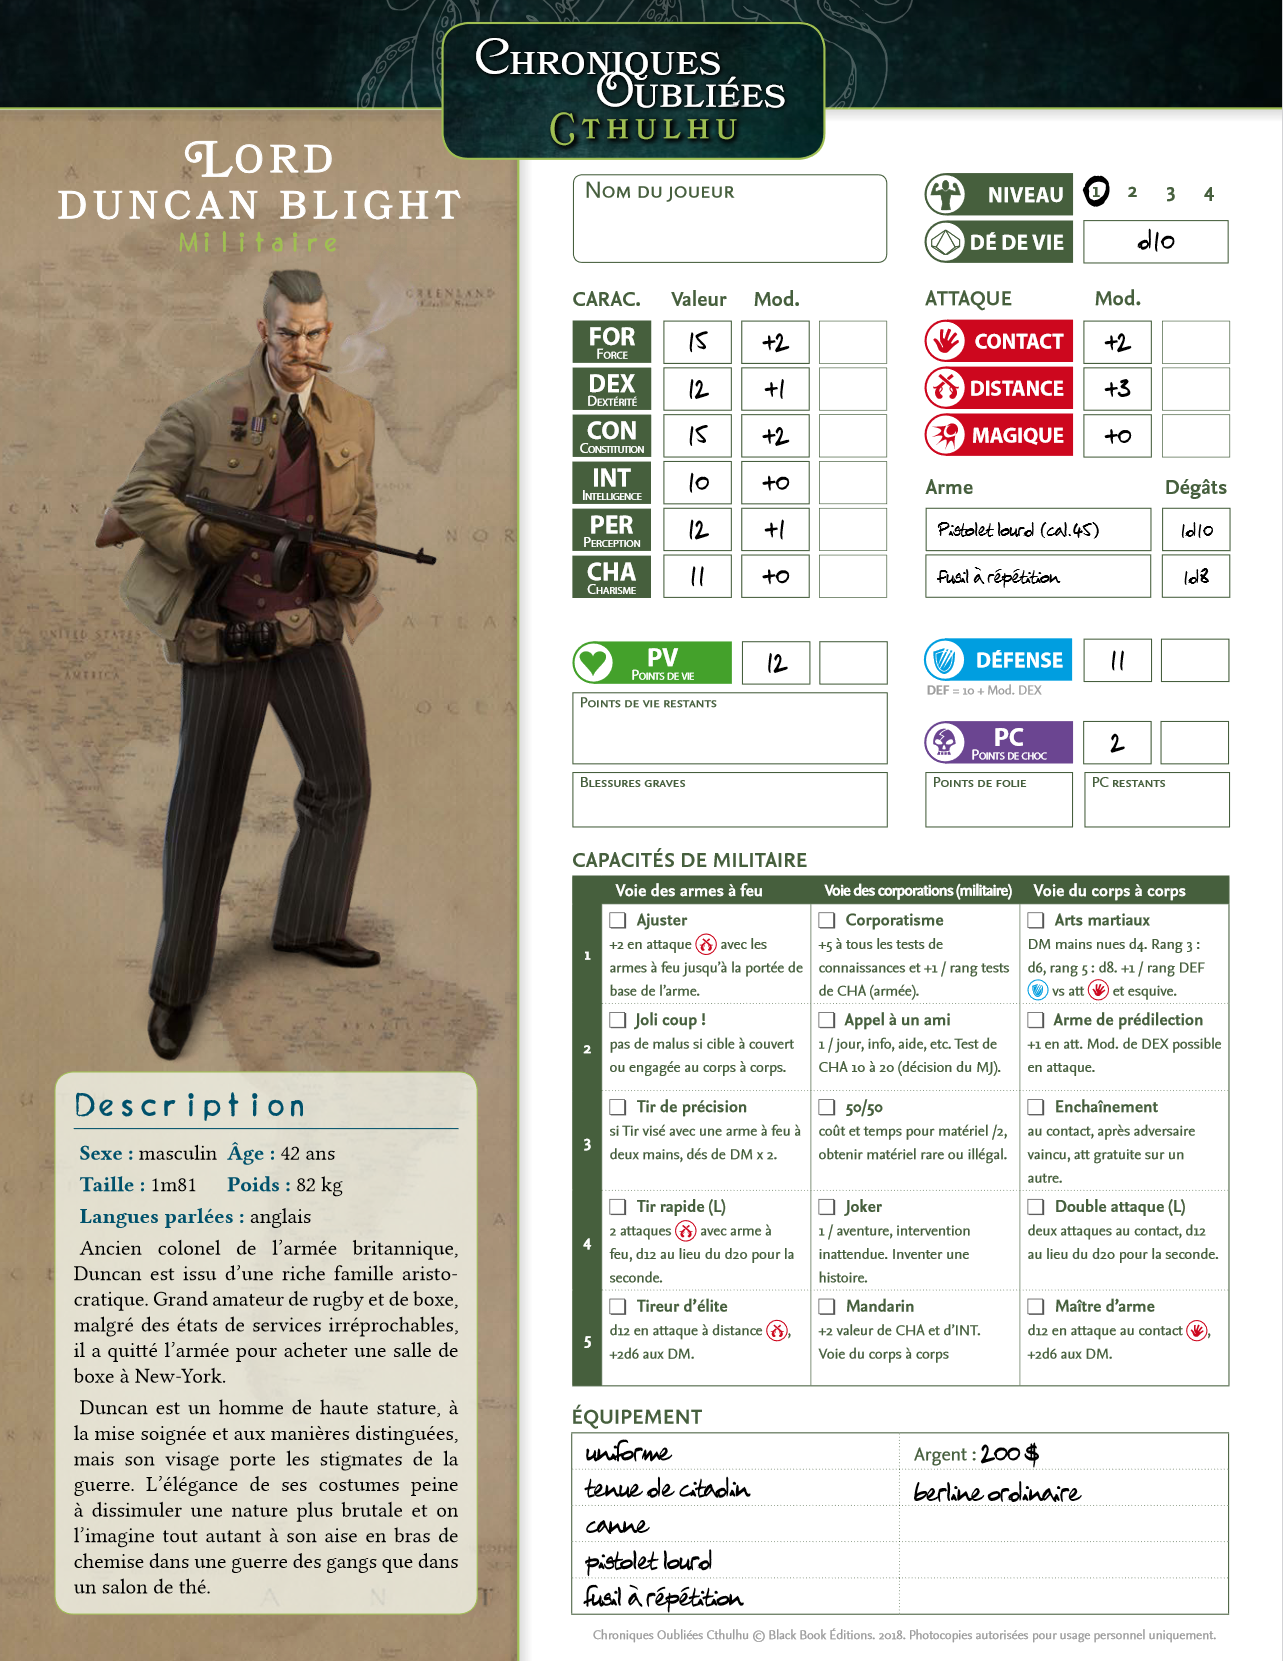 CHRONIQUES
OUBLIÉES
CTHULHU
LORD
DUNCAN BLIGHT
Militaire
GREENLAND
Description
Sexe : masculin Âge : 42 ans
Taille : 1m81 Poids : 82 kg
Langues parlées : anglais
Ancien colonel de l'armée britannique,
Duncan est issu d'une riche famille aristo-
cratique. Grand amateur de rugby et de boxe,
malgré des états de services irréprochables,
il a quitté l'armée pour acheter une salle de
boxe à New-York.
Duncan est un homme de haute stature, à
la mise soignée et aux manières distinguées,
mais son visage porte les stigmates de la
guerre. L'élégance de ses costumes peine
à dissimuler une nature plus brutale et on
l'imagine tout autant à son aise en bras de
chemise dans une guerre des gangs que dans
un salon de thé.
NOM DU JOUEUR
NIVEAU 1 2 3 4
DÉ DE VIE d10
CARAC. Valeur Mod.
FOR FORCE 15 +2
DEX DEXTÉRITÉ 12 +1
CON CONSTITUTION 15 +2
INT INTELLIGENCE 10 +0
PER PERCEPTION 12 +1
CHA CHARISME 11 +0
ATTAQUE Mod.
CONTACT +2
DISTANCE +3
MAGIQUE +0
Arme Dégâts
Pistolet lourd (cal.45) 1d10
fusil à répétition 1d8
PV POINTS DE VIE 12
POINTS DE VIE RESTANTS
BLESSURES GRAVES
DÉFENSE 11
DEF = 10 + Mod. DEX
PC POINTS DE CHOC 2
POINTS DE FOLIE PC RESTANTS
CAPACITÉS DE MILITAIRE
Voie des armes à feu Voie des corporations (militaire) Voie du corps à corps
1
Ajuster
+2 en attaque avec les
armes à feu jusqu'à la portée de
base de l'arme.
Corporatisme
+5 à tous les tests de
connaissances et +1 / rang tests
de CHA (armée).
Arts martiaux
DM mains nues d4. Rang 3 :
d6, rang 5 : d8. +1 / rang DEF
vs att et esquive.
2
Joli coup !
pas de malus si cible à couvert
ou engagée au corps à corps.
Appel à un ami
1 / jour, info, aide, etc. Test de
CHA 10 à 20 (décision du MJ).
Arme de prédilection
+1 en att. Mod. de DEX possible
en attaque.
3
Tir de précision
si Tir visé avec une arme à feu à
deux mains, dés de DM x 2.
50/50
coût et temps pour matériel /2,
obtenir matériel rare ou illégal.
Enchaînement
au contact, après adversaire
vaincu, att gratuite sur un
autre.
4
Tir rapide (L)
2 attaques avec arme à
feu, d12 au lieu du d20 pour la
seconde.
Joker
1 / aventure, intervention
inattendue. Inventer une
histoire.
Double attaque (L)
deux attaques au contact, d12
au lieu du d20 pour la seconde.
5
Tireur d'élite
d12 en attaque à distance ,
+2d6 aux DM.
Mandarin
+2 valeur de CHA et d'INT.
Voie du corps à corps
Maître d'arme
d12 en attaque au contact ,
+2d6 aux DM.
ÉQUIPEMENT
uniforme
tenue de citadin
canne
pistolet lourd
fusil à répétition
Argent : 200 $
berline ordinaire
Chroniques Oubliées Cthulhu © Black Book Éditions. 2018. Photocopies autorisées pour usage personnel uniquement.